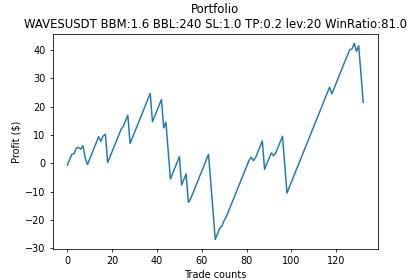 Portfolio
WAVESUSDT BBM:1.6 BBL:240 SL:1.0 TP:0.2 lev:20 WinRatio:81.0
Profit ($)
40
30
20
10
0
−10
−20
−30
0 20 40 60 80 100 120
Trade counts